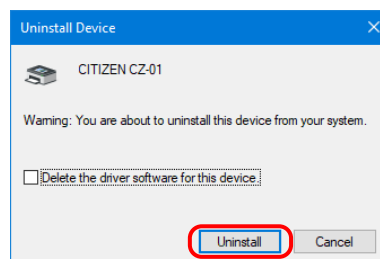 Uninstall Device
CITIZEN CZ-01
Warning: You are about to uninstall this device from your system.
Delete the driver software for this device.
Uninstall
Cancel